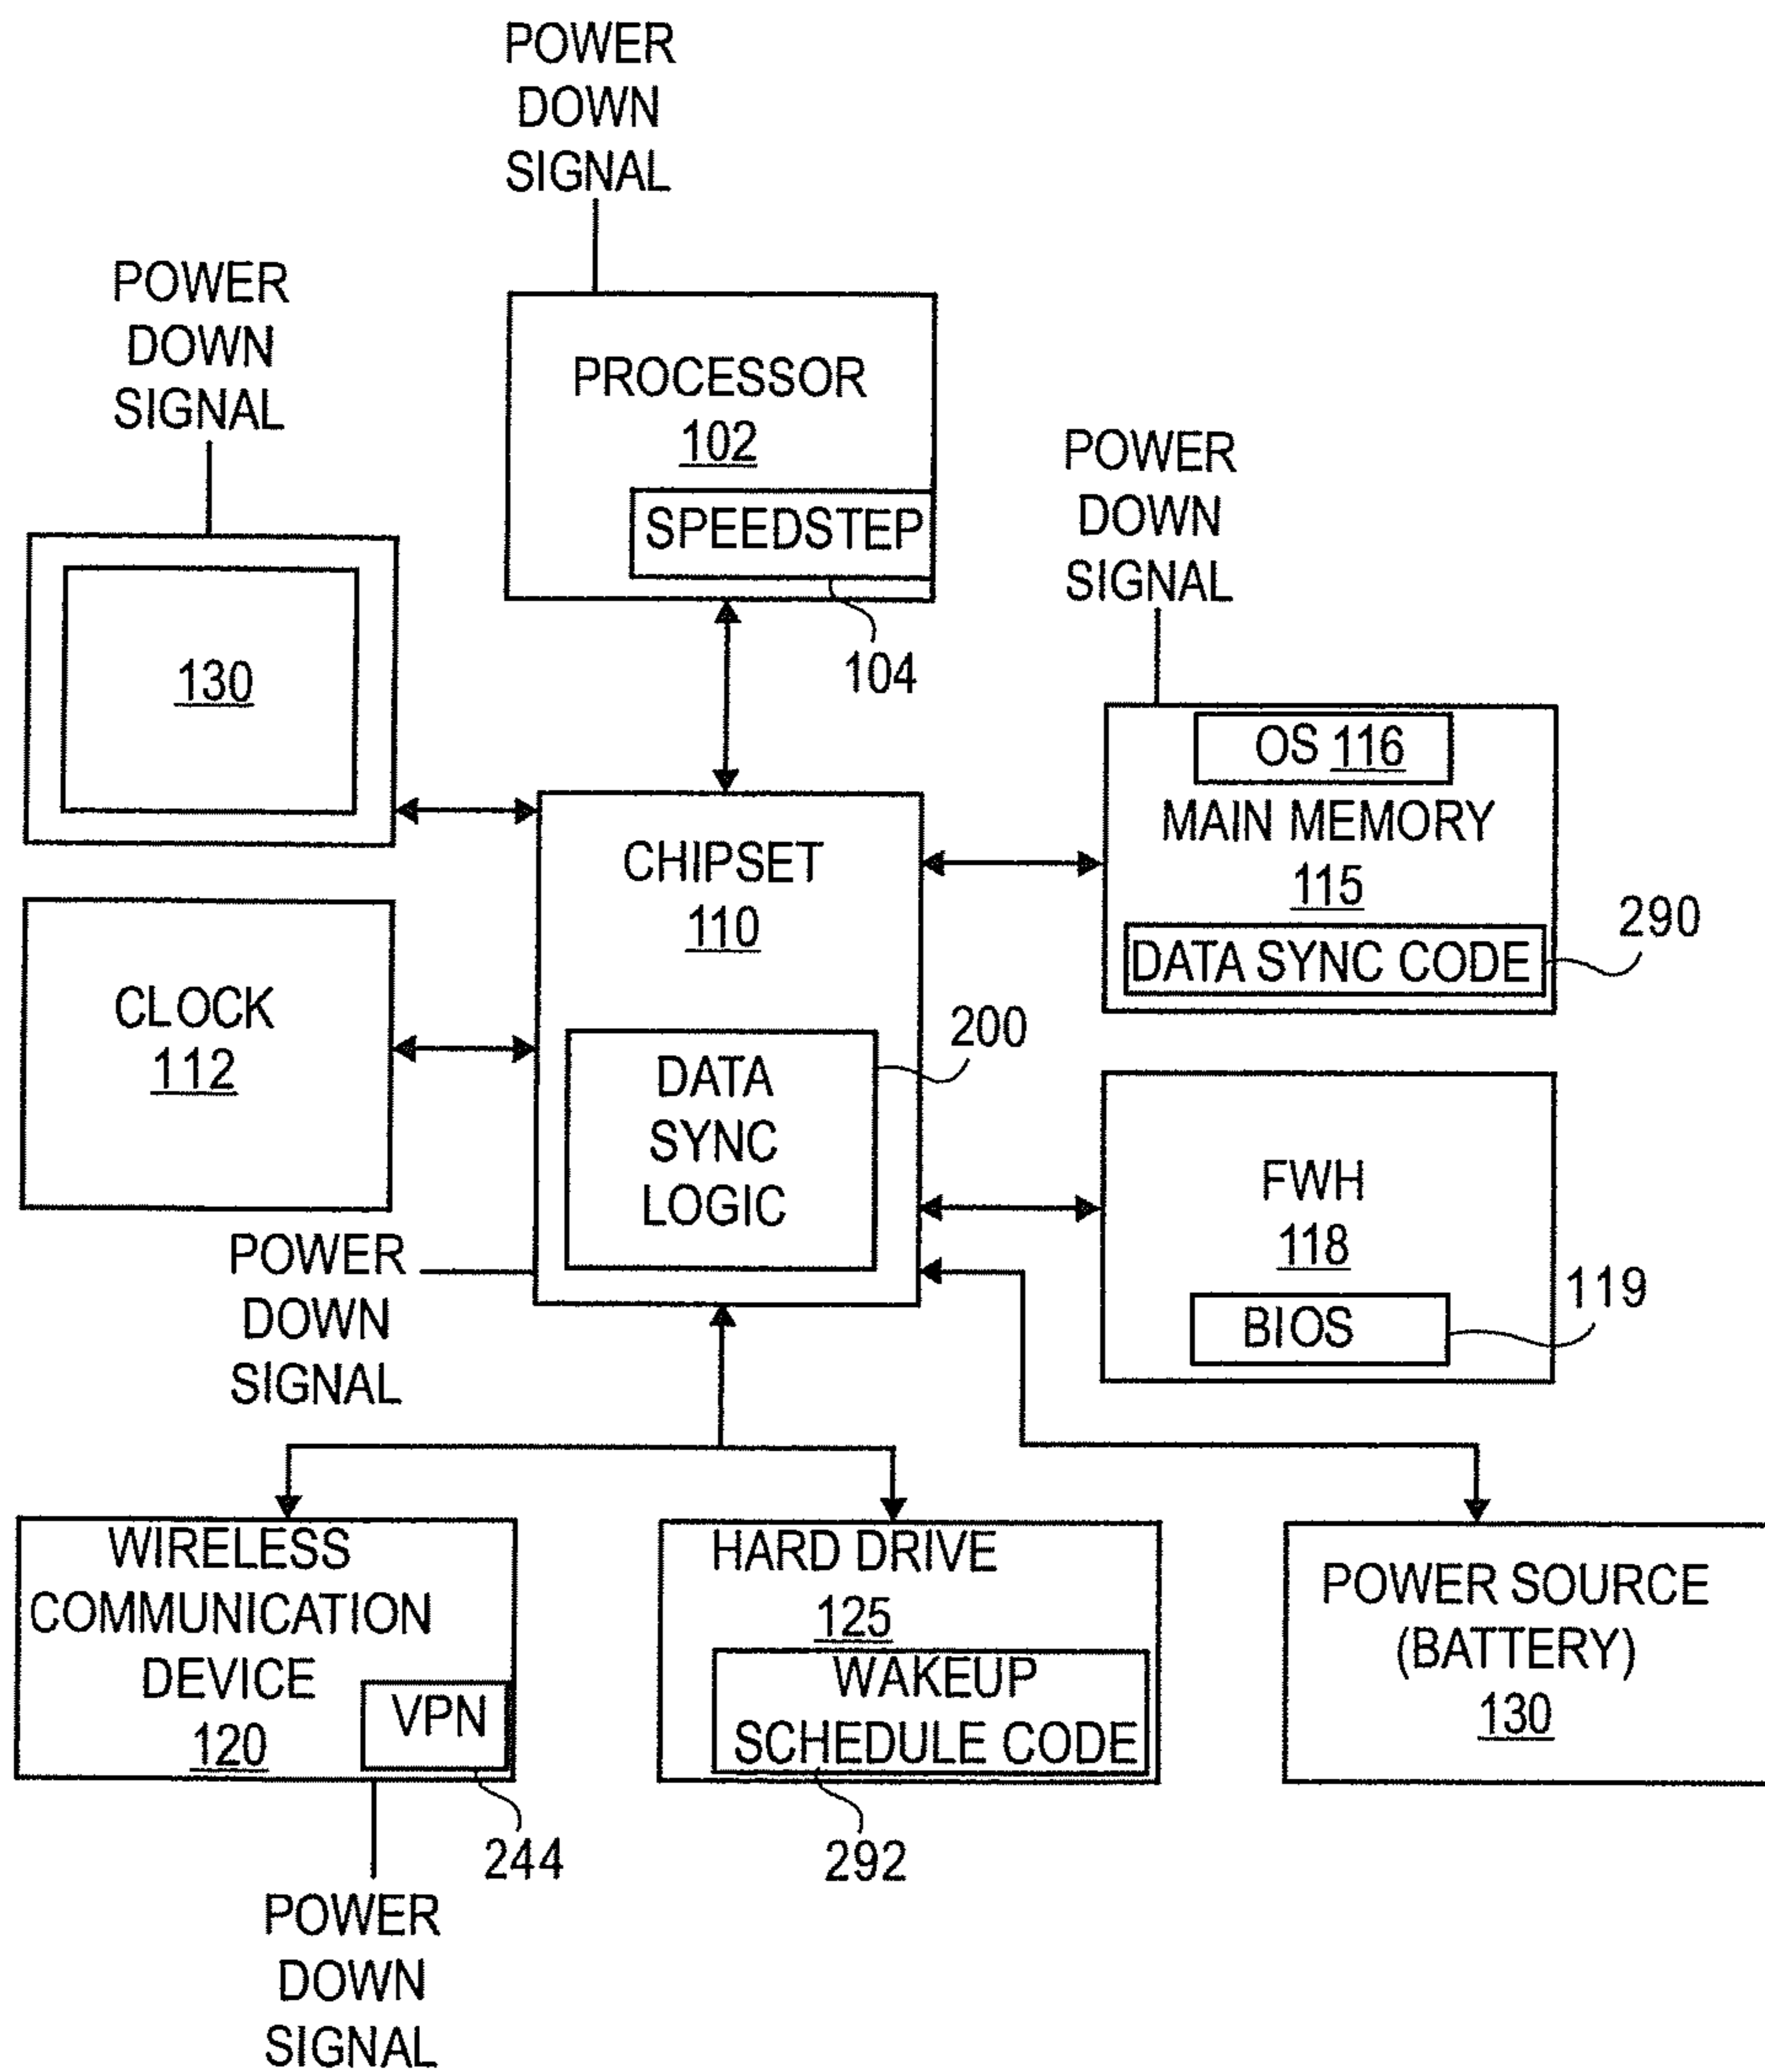 POWER
DOWN
SIGNAL
POWER
DOWN
SIGNAL
PROCESSOR
102
SPEEDSTEP
104
POWER
DOWN
SIGNAL
130
OS 116
MAIN MEMORY
115
DATA SYNC CODE
290
CHIPSET
110
DATA
SYNC
LOGIC
200
CLOCK
112
FWH
118
BIOS
119
POWER
DOWN
SIGNAL
WIRELESS
COMMUNICATION
DEVICE
120
VPN
244
HARD DRIVE
125
WAKEUP
SCHEDULE CODE
292
POWER SOURCE
(BATTERY)
130
POWER
DOWN
SIGNAL